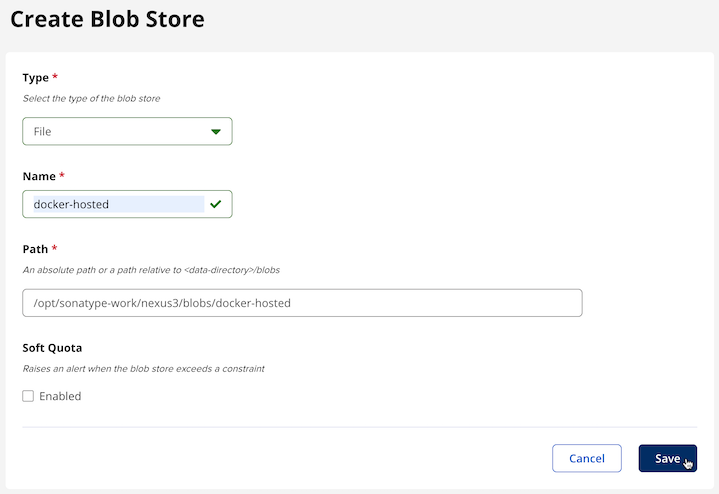 Create Blob Store
Type *
Select the type of the blob store
File
Name *
docker-hosted
Path *
An absolute path or a path relative to <data-directory>/blobs
/opt/sonatype-work/nexus3/blobs/docker-hosted
Soft Quota
Raises an alert when the blob store exceeds a constraint
Enabled
Cancel
Save